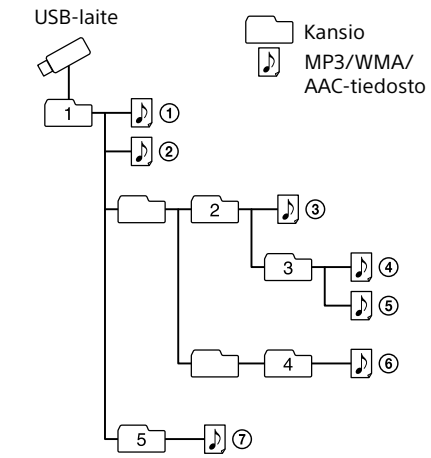 USB-laite
Kansio
MP3/WMA/
AAC-tiedosto
1 ①
②
2 ③
3 ④
⑤
4 ⑥
5 ⑦